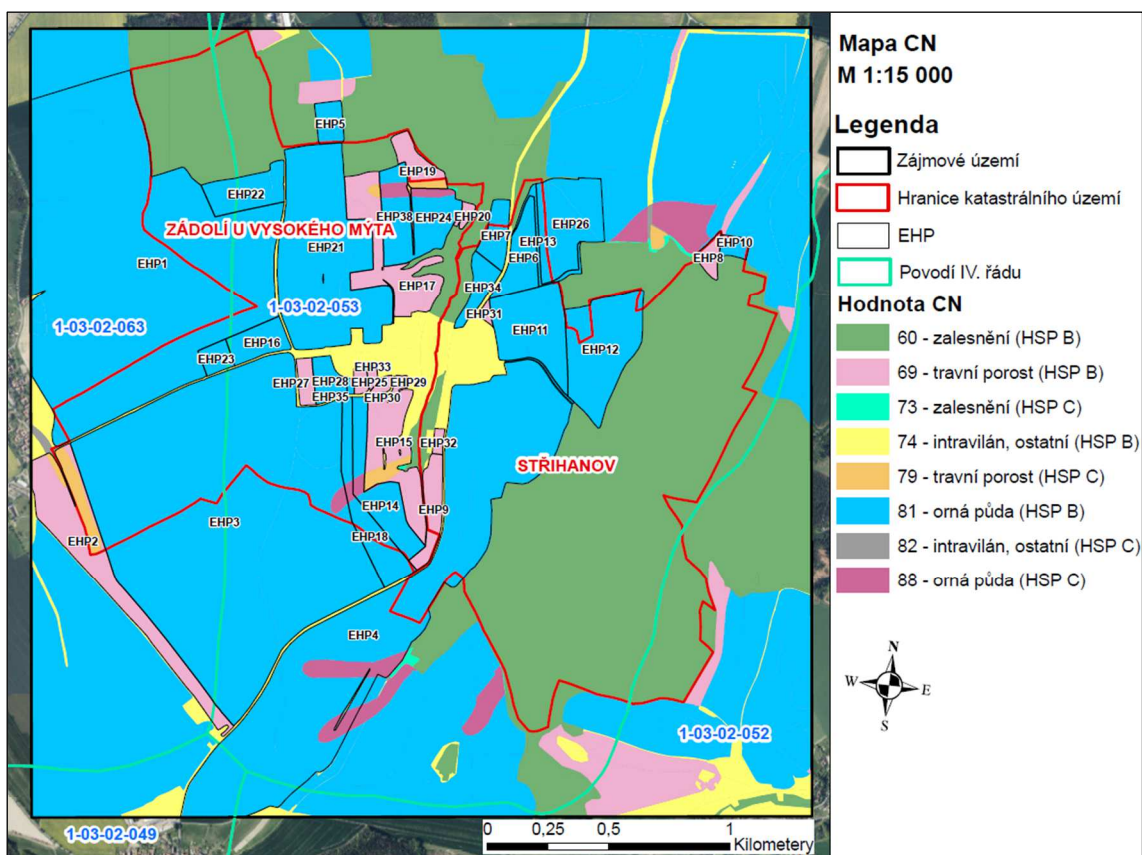 Mapa CN
M 1:15 000
Legenda
Zájmové území
Hranice katastrálního území
EHP
Povodí IV. řádu
Hodnota CN
60 - zalesnění (HSP B)
69 - travní porost (HSP B)
73 - zalesnění (HSP C)
74 - intravilán, ostatní (HSP B)
79 - travní porost (HSP C)
81 - orná půda (HSP B)
82 - intravilán, ostatní (HSP C)
88 - orná půda (HSP C)
N
W E
S
EHP5
EHP19
EHP22
EHP38 EHP24 EHP20
ZÁDOLÍ U VYSOKÉHO MÝTA
EHP26
EHP7
EHP13
EHP10
EHP21
EHP6
EHP8
EHP1
EHP17
EHP34
1-03-02-053
EHP31
1-03-02-063
EHP11
EHP16
EHP12
EHP23
EHP33
EHP27 EHP28 EHP25 EHP29
EHP35 EHP30
EHP15 EHP32
STŘIHANOV
EHP14
EHP9
EHP3
EHP18
EHP2
EHP4
1-03-02-052
1-03-02-049
0 0,25 0,5 1
Kilometery